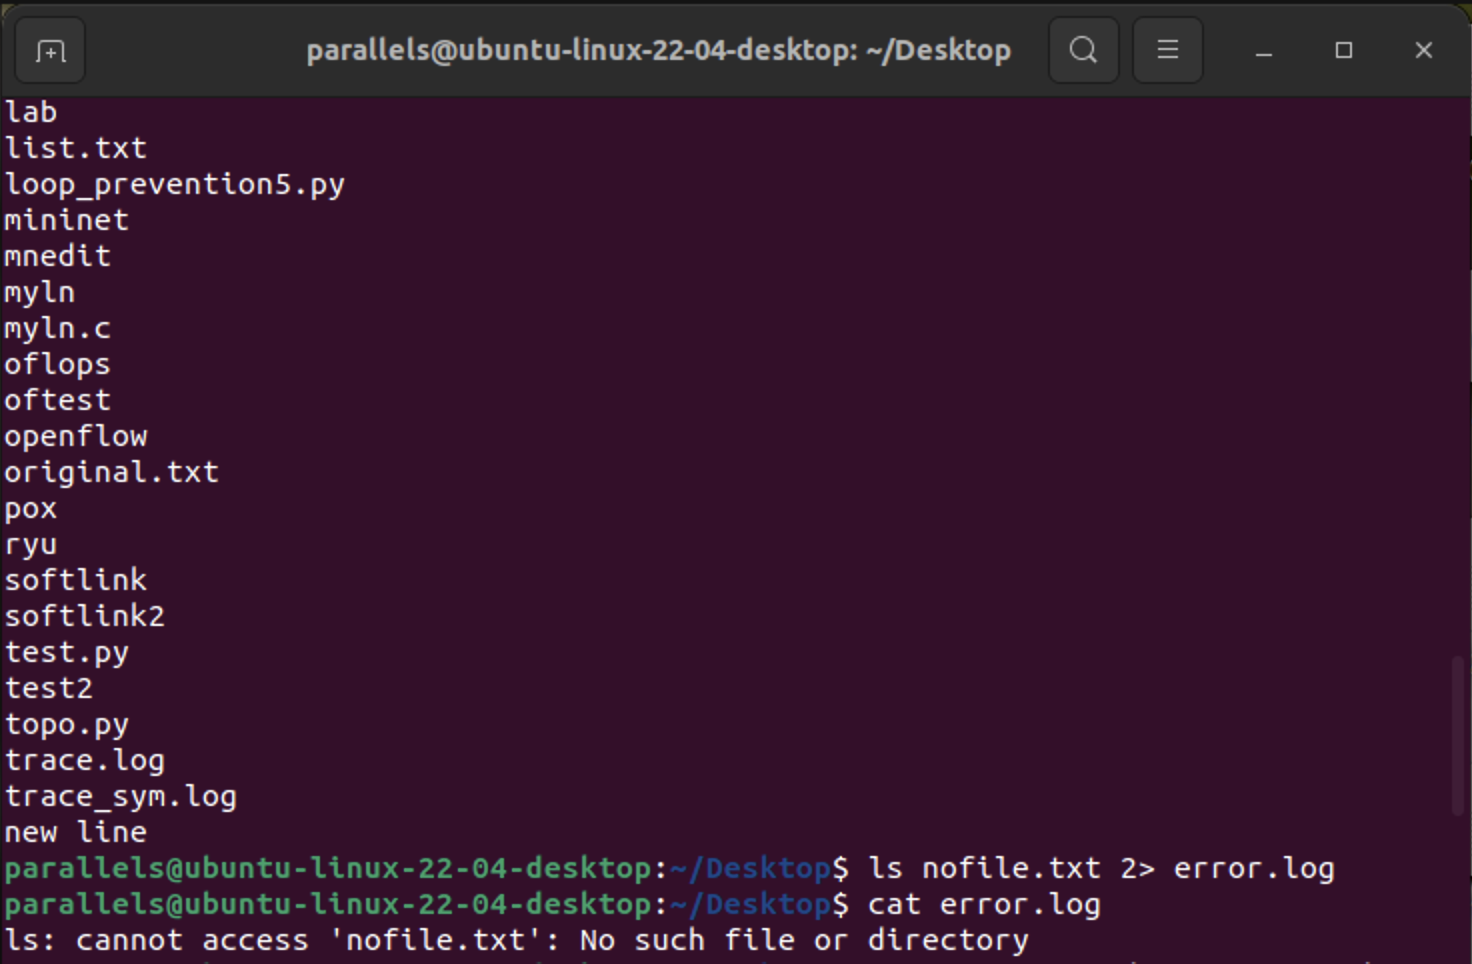 parallels@ubuntu-linux-22-04-desktop: ~/Desktop
lab
list.txt
loop_prevention5.py
mininet
mnedit
myln
myln.c
oflops
oftest
openflow
original.txt
pox
ryu
softlink
softlink2
test.py
test2
topo.py
trace.log
trace_sym.log
new line
parallels@ubuntu-linux-22-04-desktop:~/Desktop$ ls nofile.txt 2> error.log
parallels@ubuntu-linux-22-04-desktop:~/Desktop$ cat error.log
ls: cannot access 'nofile.txt': No such file or directory